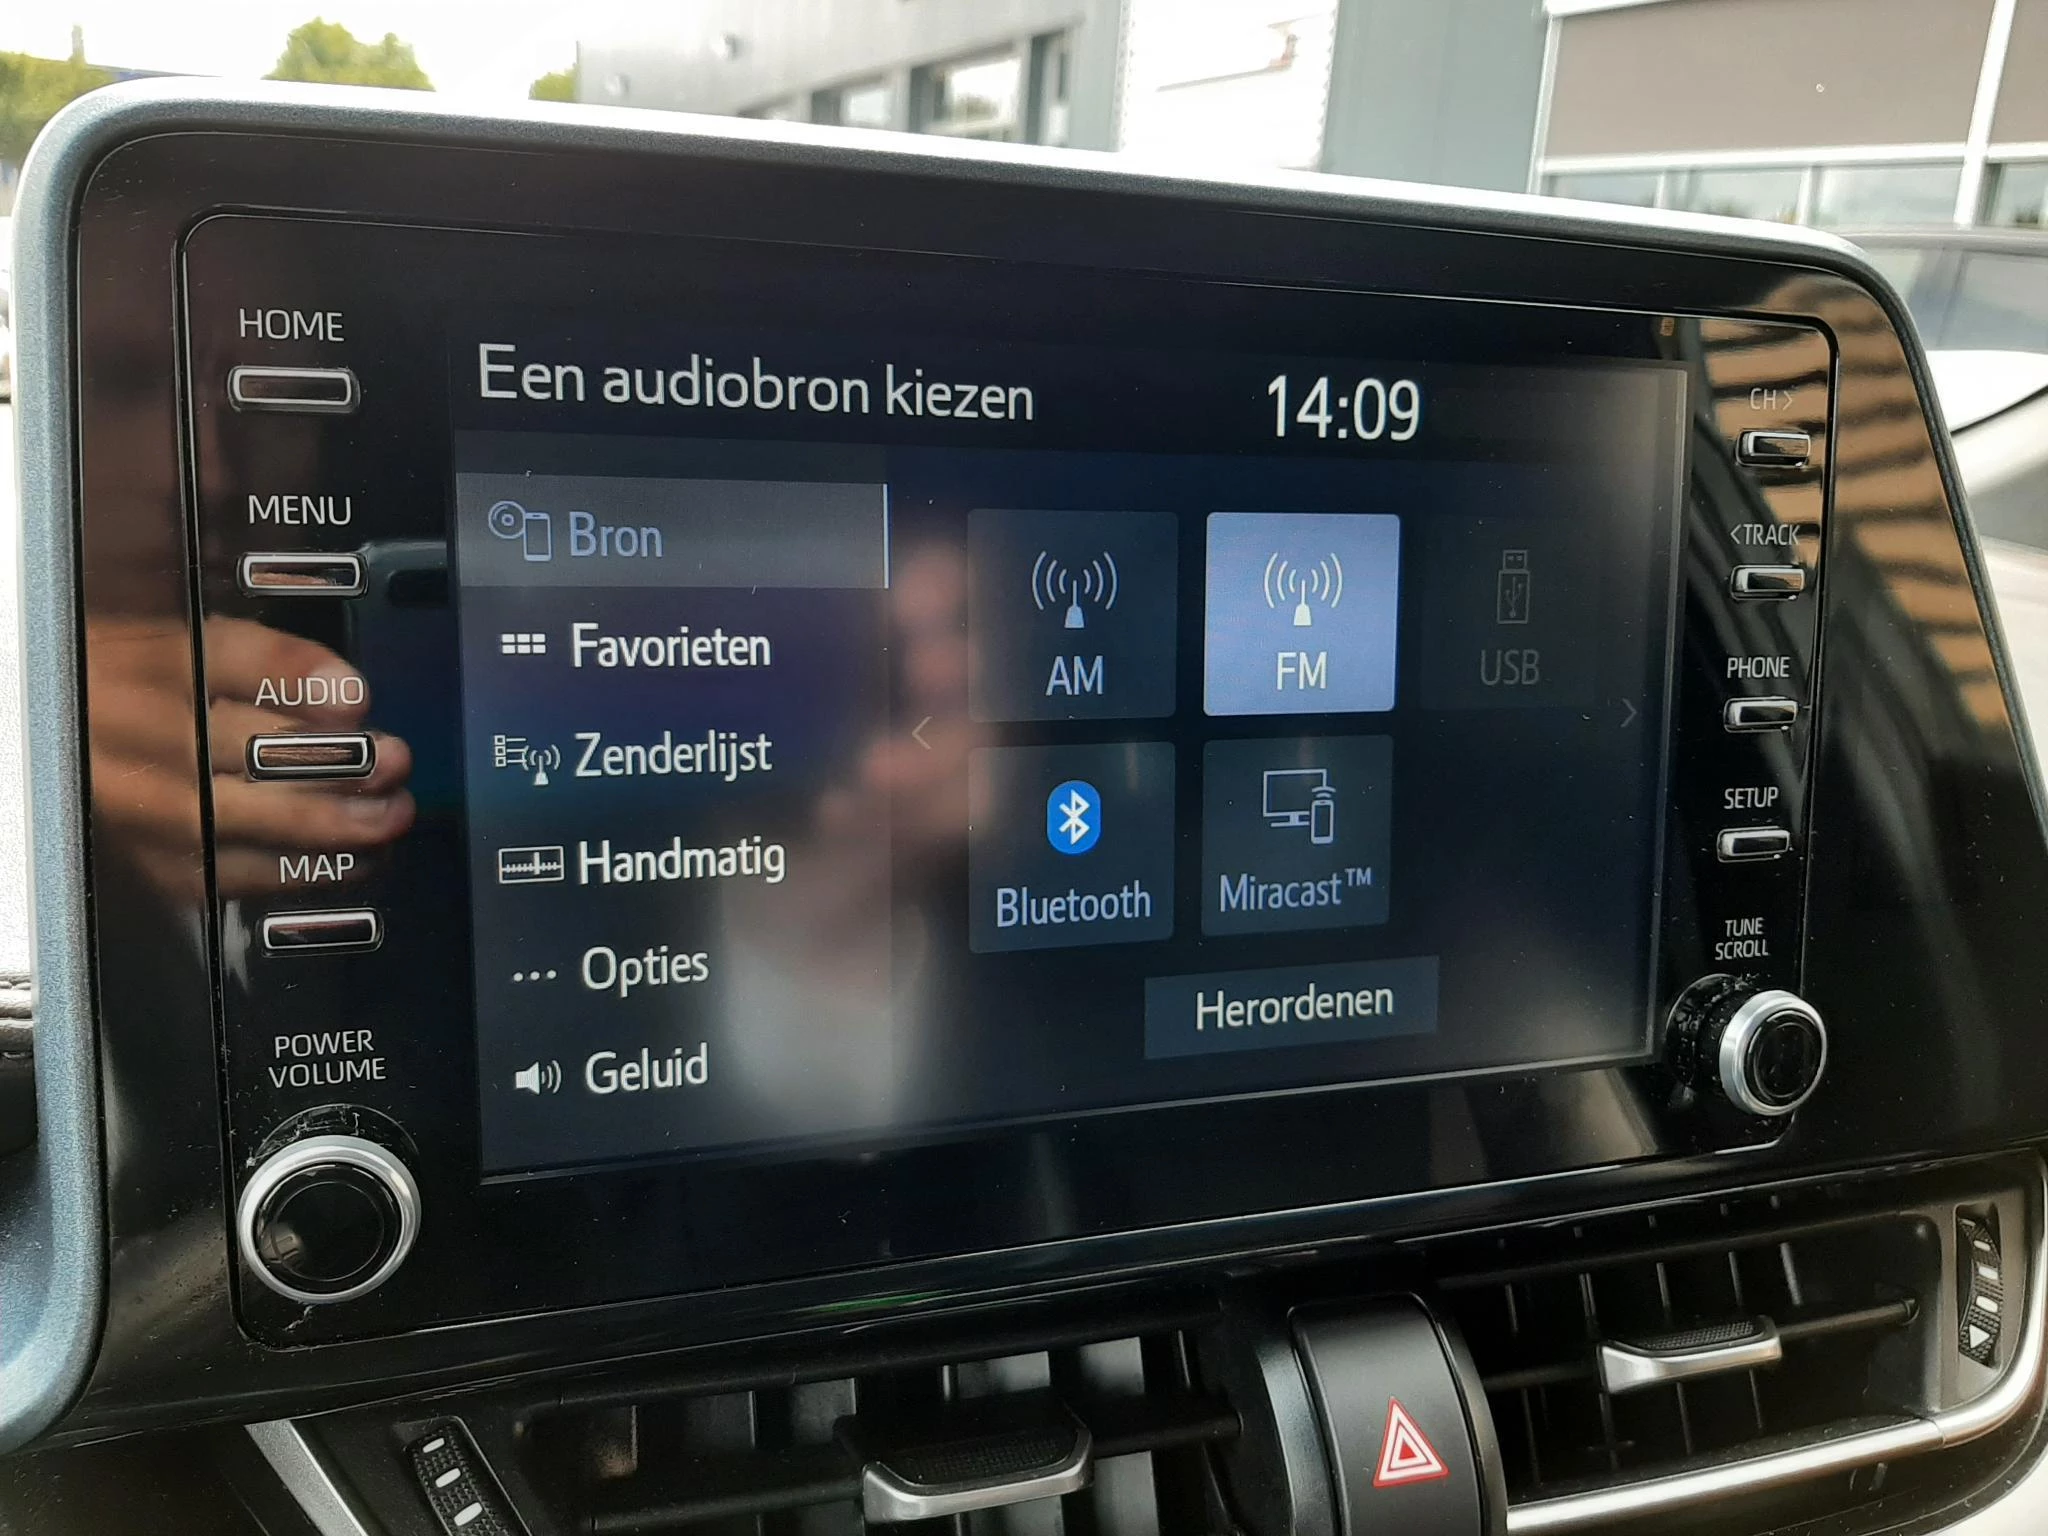 HOME
MENU
AUDIO
MAP
POWER
VOLUME
Een audiobron kiezen
14:09
Bron
Favorieten
Zenderlijst
Handmatig
Opties
Geluid
AM
FM
USB
Bluetooth
Miracast™
Herordenen
CH >
< TRACK
PHONE
SETUP
TUNE
SCROLL